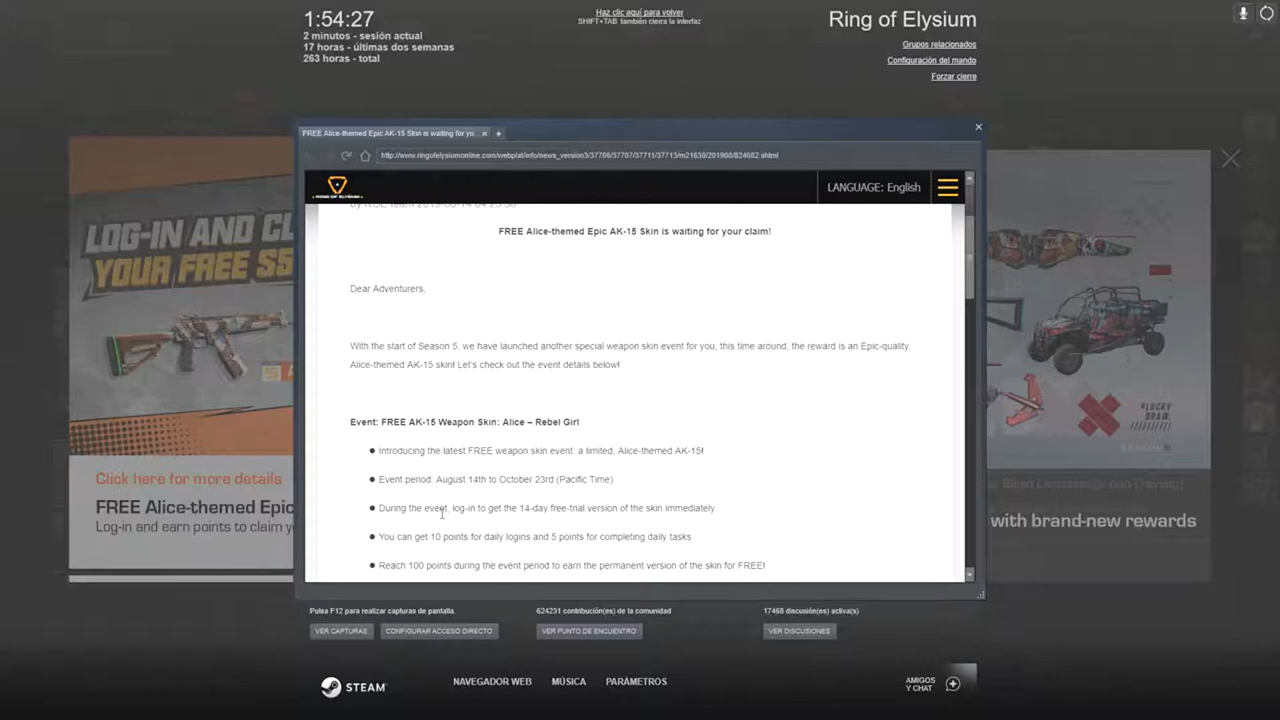 1:54:27
2 minutos - sesión actual
17 horas - últimas dos semanas
263 horas - total
Haz clic aquí para volver
SHIFT+TAB también cierra la interfaz
Ring of Elysium
Grupos relacionados
Configuración del mando
Forzar cierre
FREE Alice-themed Epic AK-15 Skin is waiting for yo...
LANGUAGE: English
RING OF ELYSIUM
FREE Alice-themed Epic AK-15 Skin is waiting for your claim!
Dear Adventurers,
With the start of Season 5, we have launched another special weapon skin event for you, this time around, the reward is an Epic-quality,
Alice-themed AK-15 skin! Let's check out the event details below!
Event: FREE AK-15 Weapon Skin: Alice – Rebel Girl
● Introducing the latest FREE weapon skin event: a limited, Alice-themed AK-15!
● Event period: August 14th to October 23rd (Pacific Time)
● During the event, log-in to get the 14-day free-trial version of the skin immediately
● You can get 10 points for daily logins and 5 points for completing daily tasks
● Reach 100 points during the event period to earn the permanent version of the skin for FREE!
LOG-IN AND CL
YOUR FREE S5
Click here for more details
FREE Alice-themed Epic
Log-in and earn points to claim y
#LUCKY
DRAW.
with brand-new rewards
Pulsa F12 para realizar capturas de pantalla.
VER CAPTURAS
CONFIGURAR ACCESO DIRECTO
624231 contribución(es) de la comunidad
VER PUNTO DE ENCUENTRO
17468 discusión(es) activa(s)
VER DISCUSIONES
STEAM
NAVEGADOR WEB
MÚSICA
PARÁMETROS
AMIGOS
Y CHAT